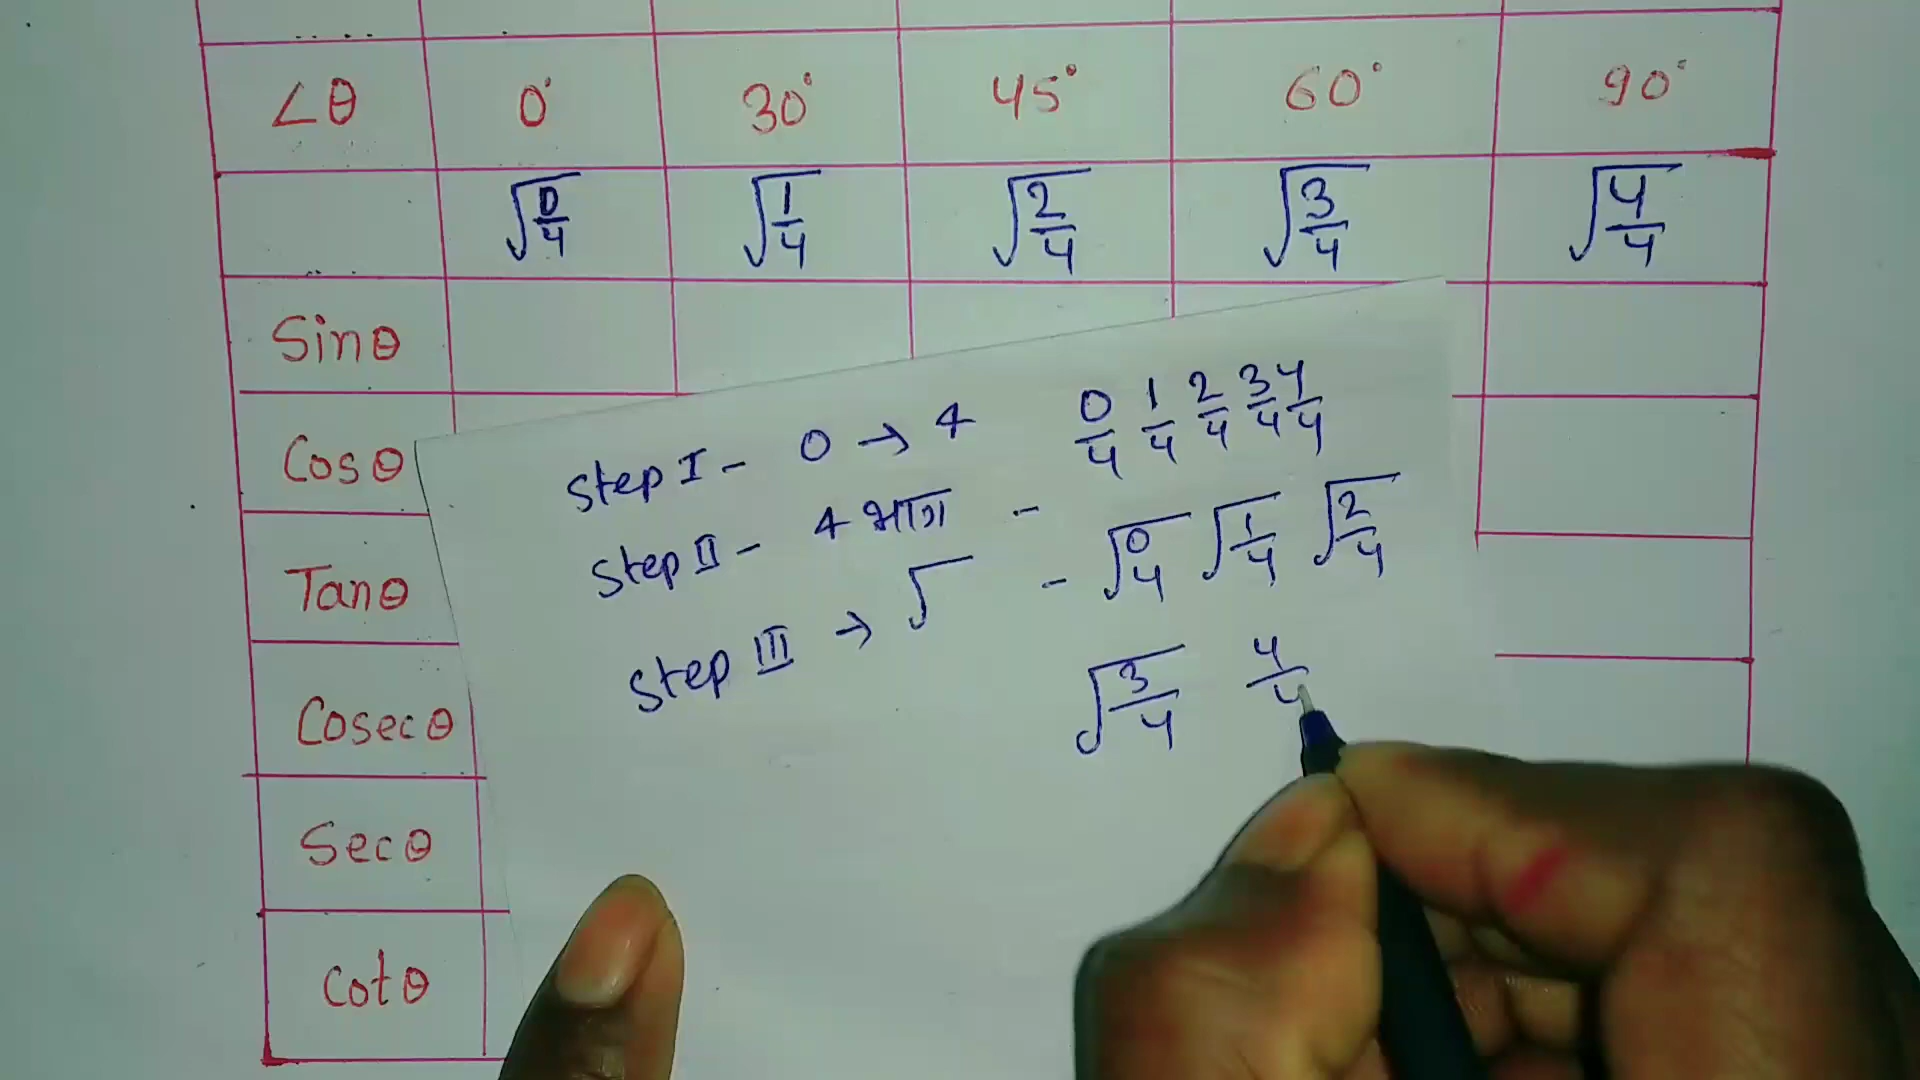 ∠θ 0° 30° 45° 60° 90°
√0/4 √1/4 √2/4 √3/4 √4/4
Sinθ
Cosθ
Tanθ
Cosecθ
Secθ
Cotθ
Step I - 0 → 4 0/4 1/4 2/4 3/4 4/4
Step II - 4 भाग -
Step III → √ - √0/4 √1/4 √2/4
√3/4 4/4